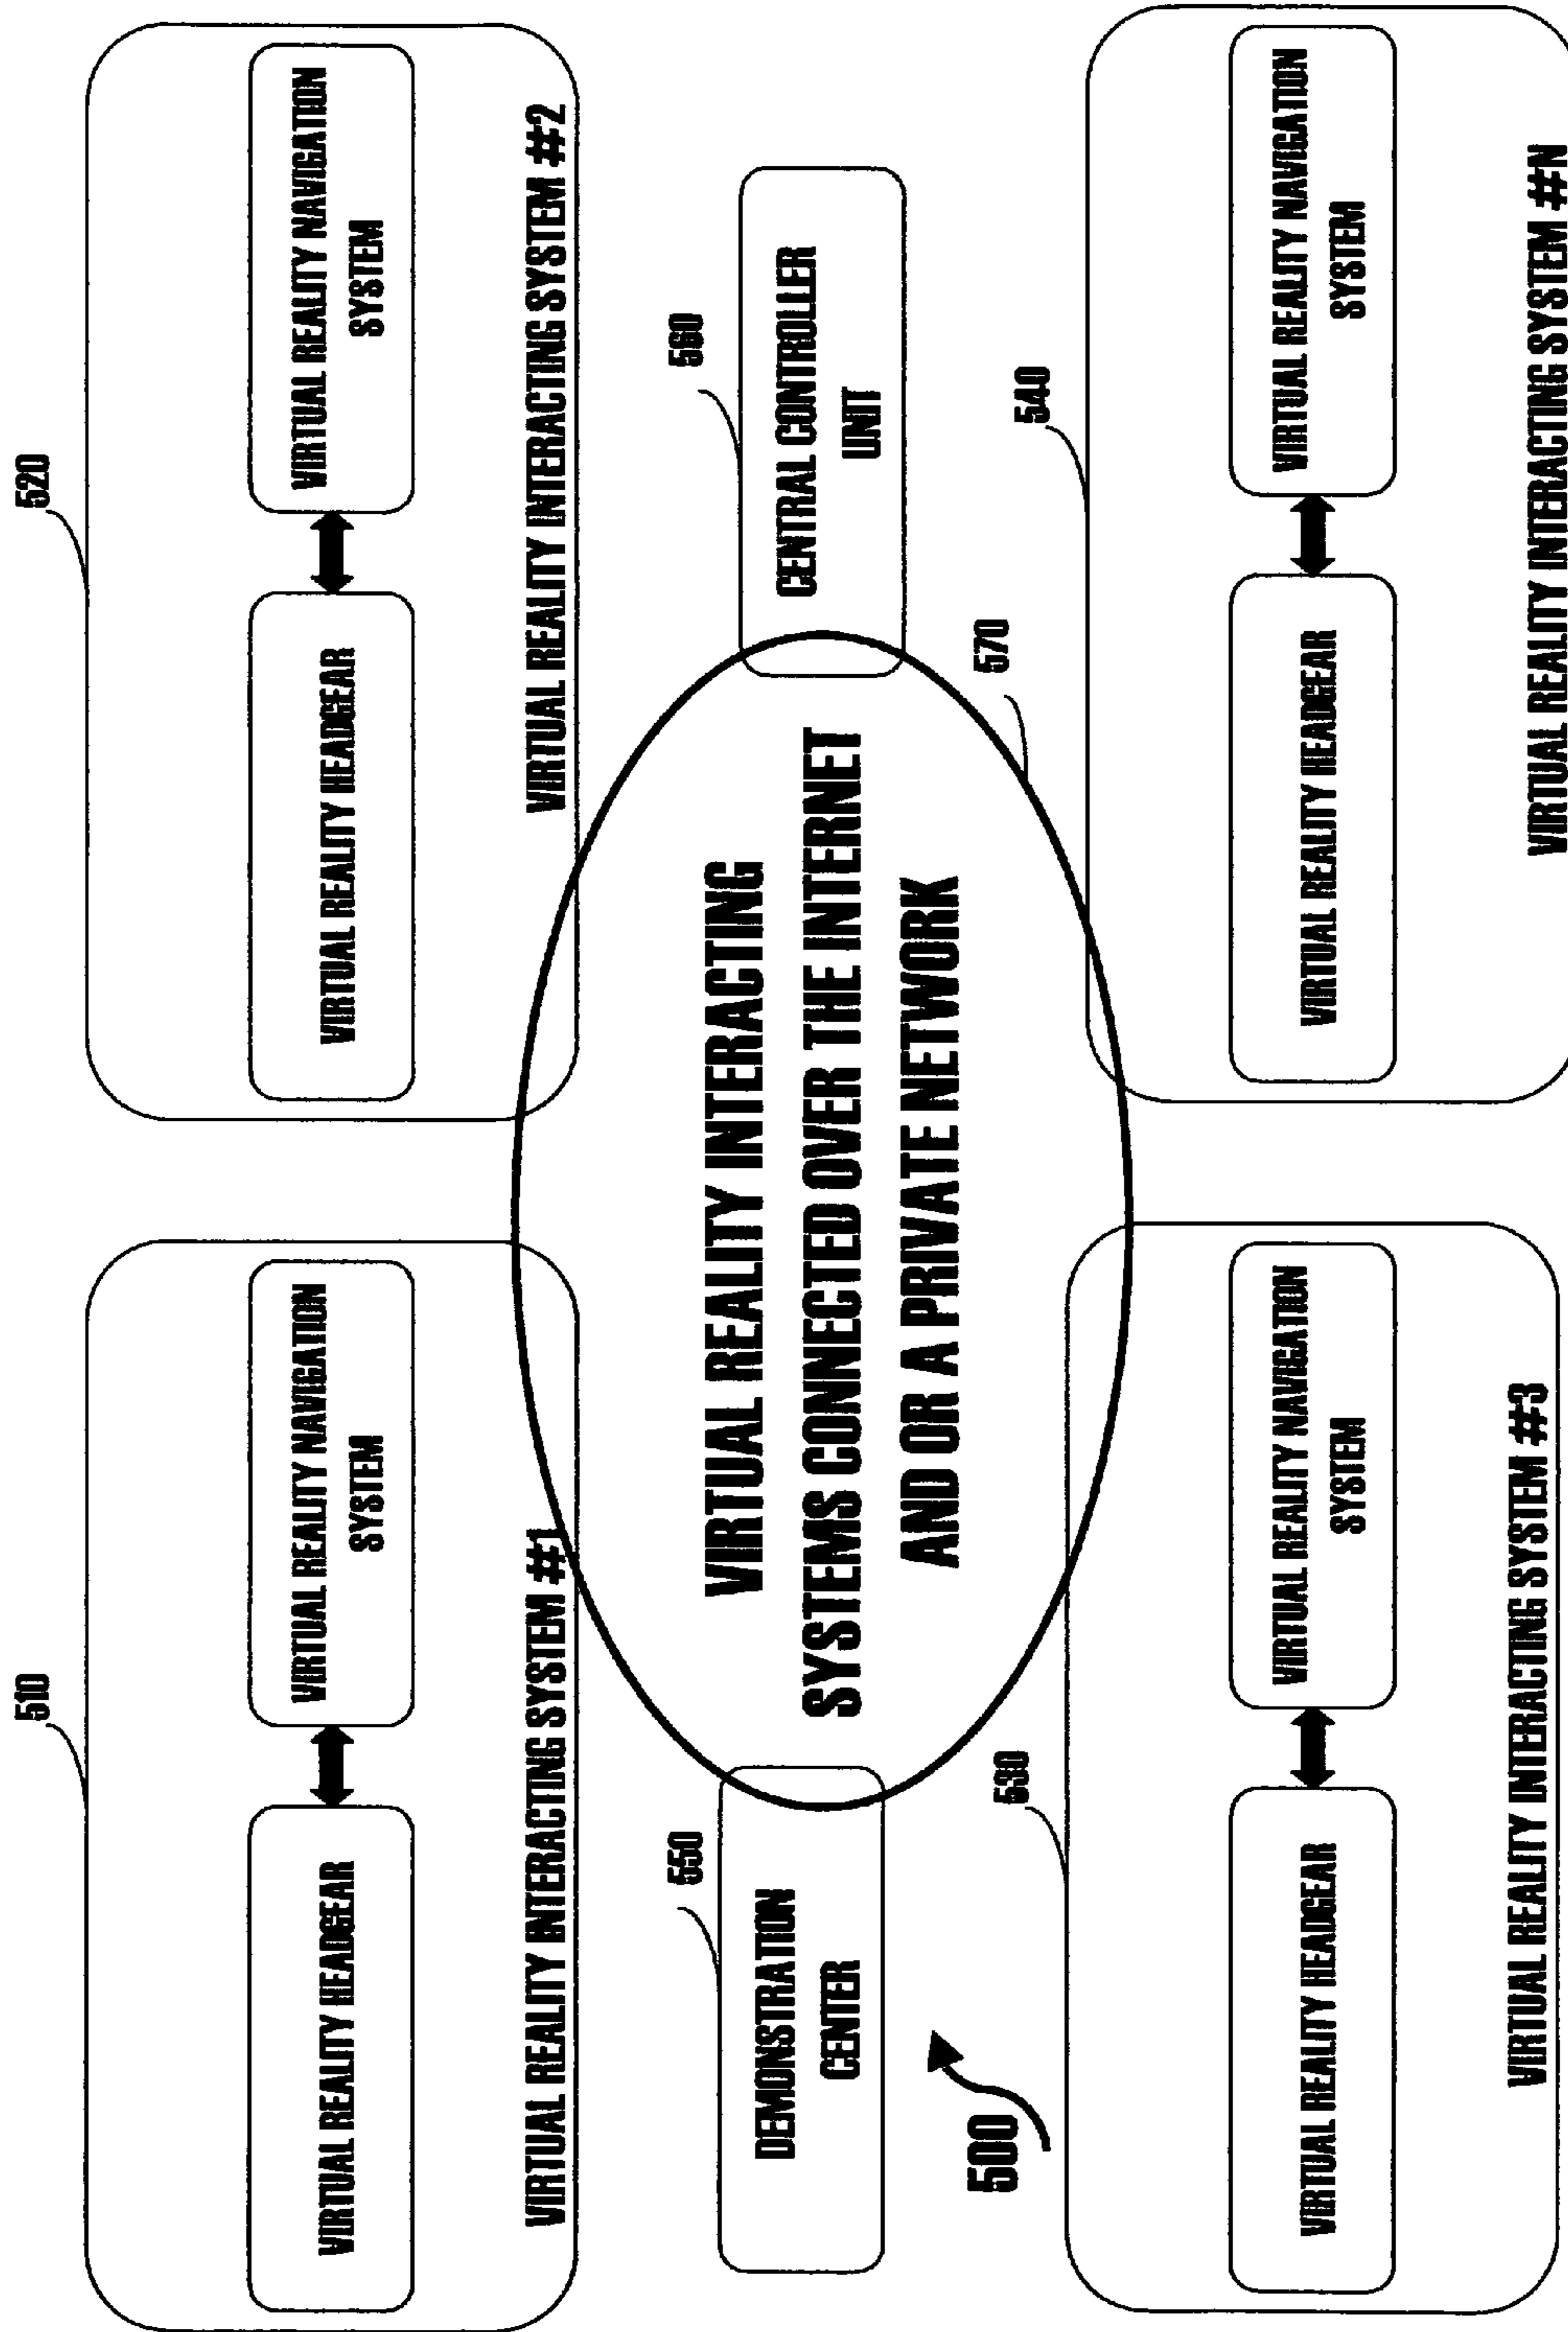 510
VIRTUAL REALITY HEADGEAR
VIRTUAL REALITY NAVIGATION
SYSTEM
VIRTUAL REALITY INTERACTING SYSTEM #1
520
VIRTUAL REALITY HEADGEAR
VIRTUAL REALITY NAVIGATION
SYSTEM
VIRTUAL REALITY INTERACTING SYSTEM #2
550
DEMONSTRATION
CENTER
VIRTUAL REALITY INTERACTING
SYSTEMS CONNECTED OVER THE INTERNET
AND OR A PRIVATE NETWORK
560
CENTRAL CONTROLLER
UNIT
570
500
530
VIRTUAL REALITY HEADGEAR
VIRTUAL REALITY NAVIGATION
SYSTEM
VIRTUAL REALITY INTERACTING SYSTEM #3
540
VIRTUAL REALITY HEADGEAR
VIRTUAL REALITY NAVIGATION
SYSTEM
VIRTUAL REALITY INTERACTING SYSTEM #N